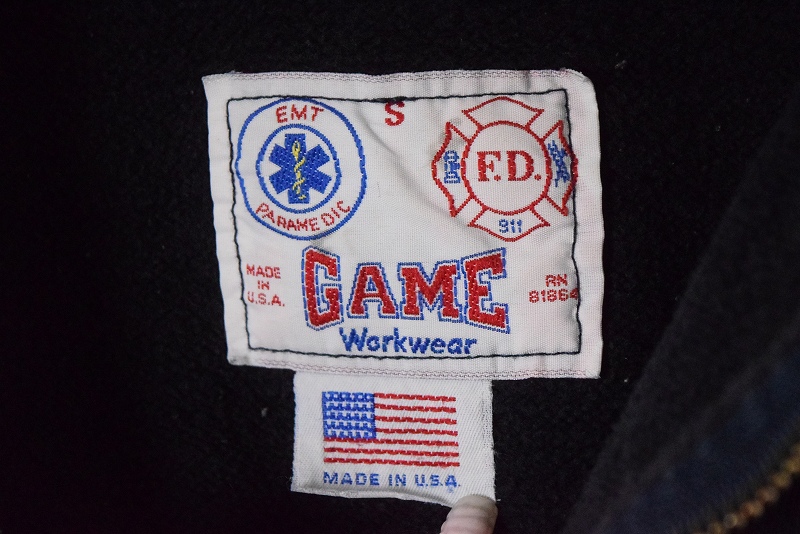 EMT
PARAMEDIC
S
F.D.
911
MADE
IN
U.S.A.
GAME
Workwear
RN
81864
MADE IN U.S.A.